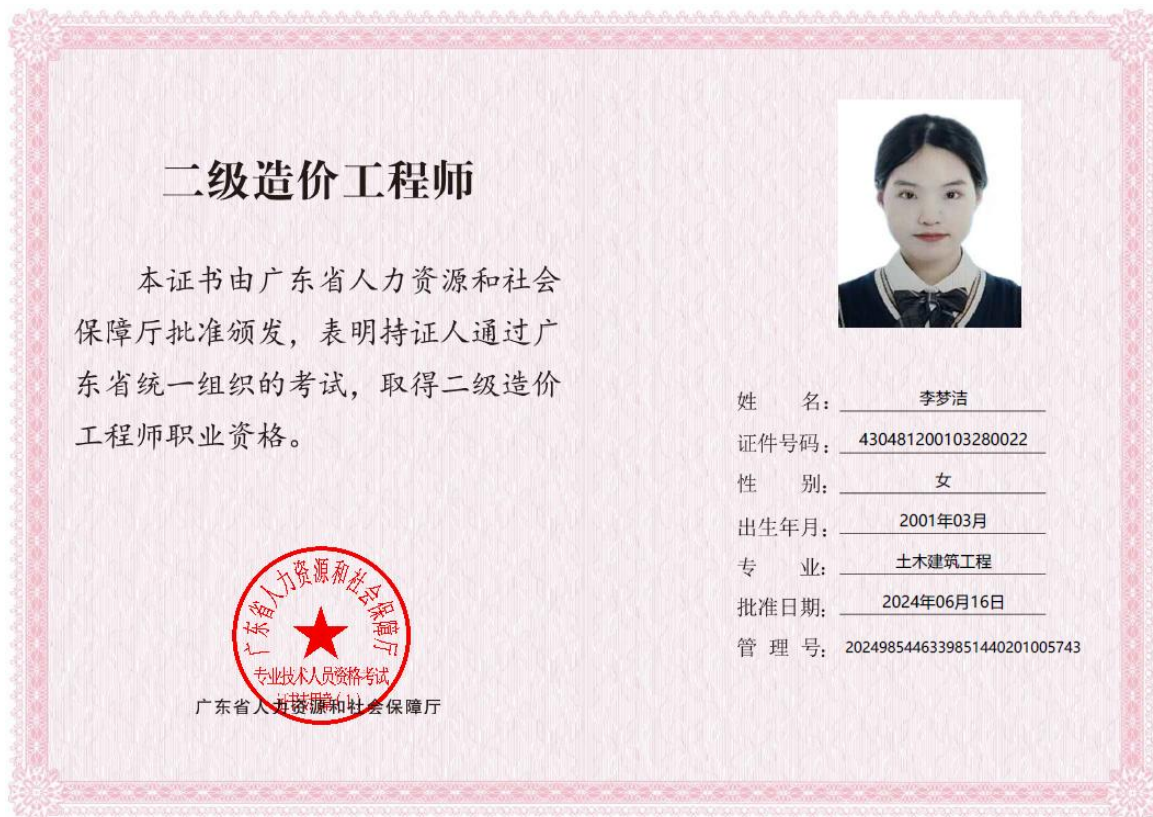 二级造价工程师
本证书由广东省人力资源和社会
保障厅批准颁发，表明持证人通过广
东省统一组织的考试，取得二级造价
工程师职业资格。
广东省人力资源和社会保障厅
专业技术人员资格考试
证书专用章(1)
广东省人力资源和社会保障厅
姓 名：李梦洁
证件号码：430481200103280022
性 别：女
出生年月：2001年03月
专 业：土木建筑工程
批准日期：2024年06月16日
管 理 号：2024985446339851440201005743